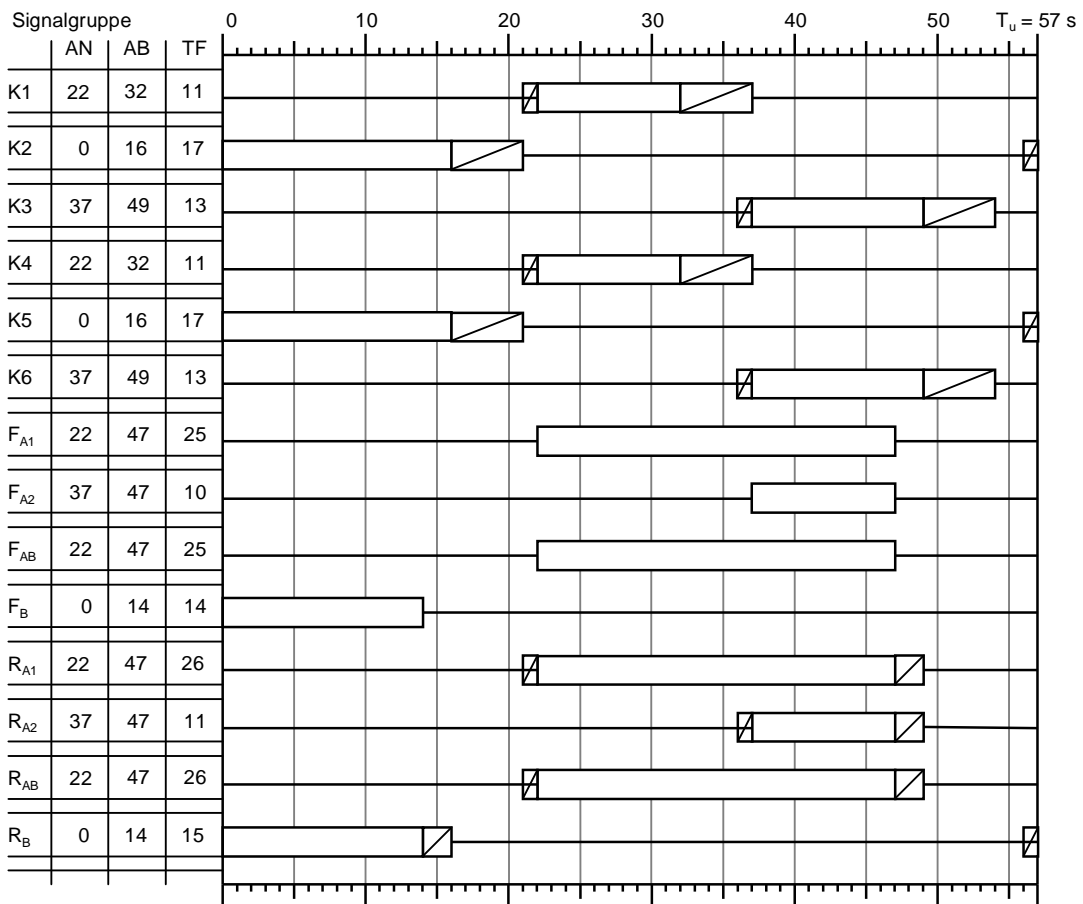 Signalgruppe 0 10 20 30 40 50 Tᵤ = 57 s
AN AB TF
K1 22 32 11
K2 0 16 17
K3 37 49 13
K4 22 32 11
K5 0 16 17
K6 37 49 13
F_A1 22 47 25
F_A2 37 47 10
F_AB 22 47 25
F_B 0 14 14
R_A1 22 47 26
R_A2 37 47 11
R_AB 22 47 26
R_B 0 14 15